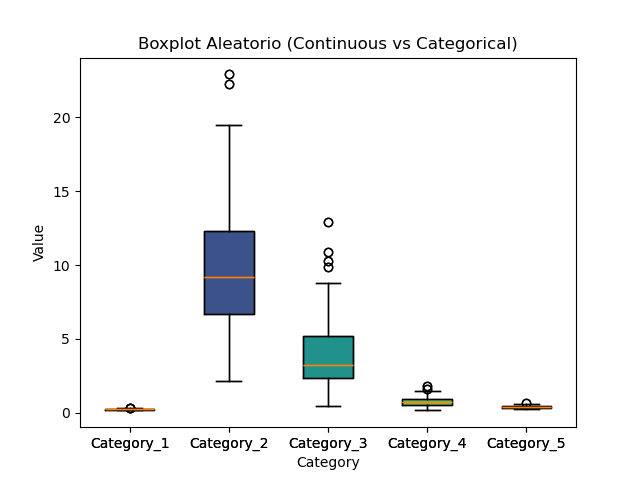 Boxplot Aleatorio (Continuous vs Categorical)
20
15
10
5
0
Value
Category_1 Category_2 Category_3 Category_4 Category_5
Category